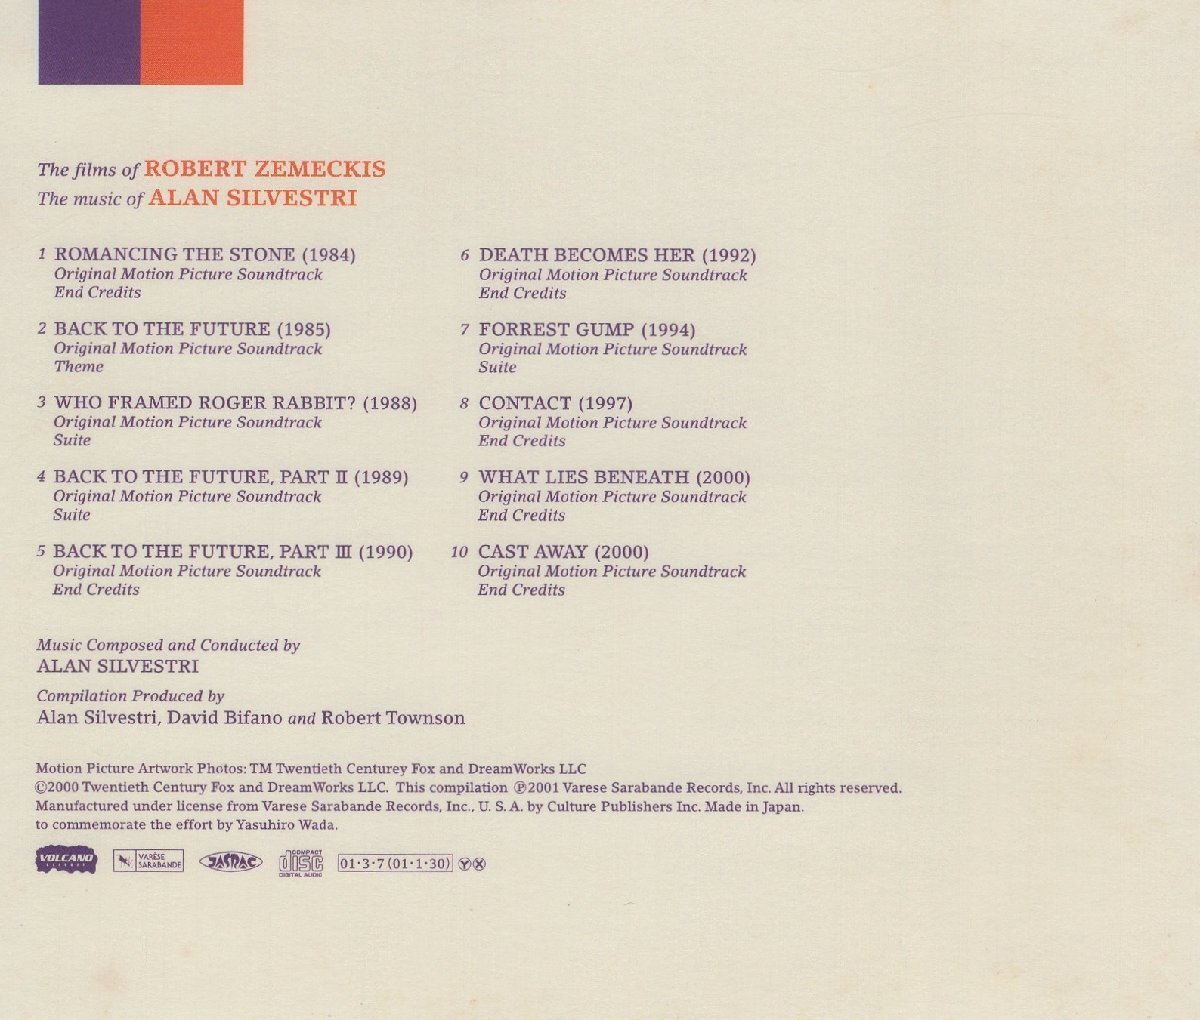 The films of ROBERT ZEMECKIS
The music of ALAN SILVESTRI
1 ROMANCING THE STONE (1984)
Original Motion Picture Soundtrack
End Credits
2 BACK TO THE FUTURE (1985)
Original Motion Picture Soundtrack
Theme
3 WHO FRAMED ROGER RABBIT? (1988)
Original Motion Picture Soundtrack
Suite
4 BACK TO THE FUTURE, PART II (1989)
Original Motion Picture Soundtrack
Suite
5 BACK TO THE FUTURE, PART III (1990)
Original Motion Picture Soundtrack
End Credits
6 DEATH BECOMES HER (1992)
Original Motion Picture Soundtrack
End Credits
7 FORREST GUMP (1994)
Original Motion Picture Soundtrack
Suite
8 CONTACT (1997)
Original Motion Picture Soundtrack
End Credits
9 WHAT LIES BENEATH (2000)
Original Motion Picture Soundtrack
End Credits
10 CAST AWAY (2000)
Original Motion Picture Soundtrack
End Credits
Music Composed and Conducted by
ALAN SILVESTRI
Compilation Produced by
Alan Silvestri, David Bifano and Robert Townson
Motion Picture Artwork Photos: TM Twentieth Centurey Fox and DreamWorks LLC
©2000 Twentieth Century Fox and DreamWorks LLC. This compilation ℗2001 Varese Sarabande Records, Inc. All rights reserved.
Manufactured under license from Varese Sarabande Records, Inc., U. S. A. by Culture Publishers Inc. Made in Japan.
to commemorate the effort by Yasuhiro Wada.
VOLCANO
VARÈSE
SARABANDE
JASRAC
COMPACT
disc
DIGITAL AUDIO
01·3·7(01·1·30) Ⓨ Ⓧ